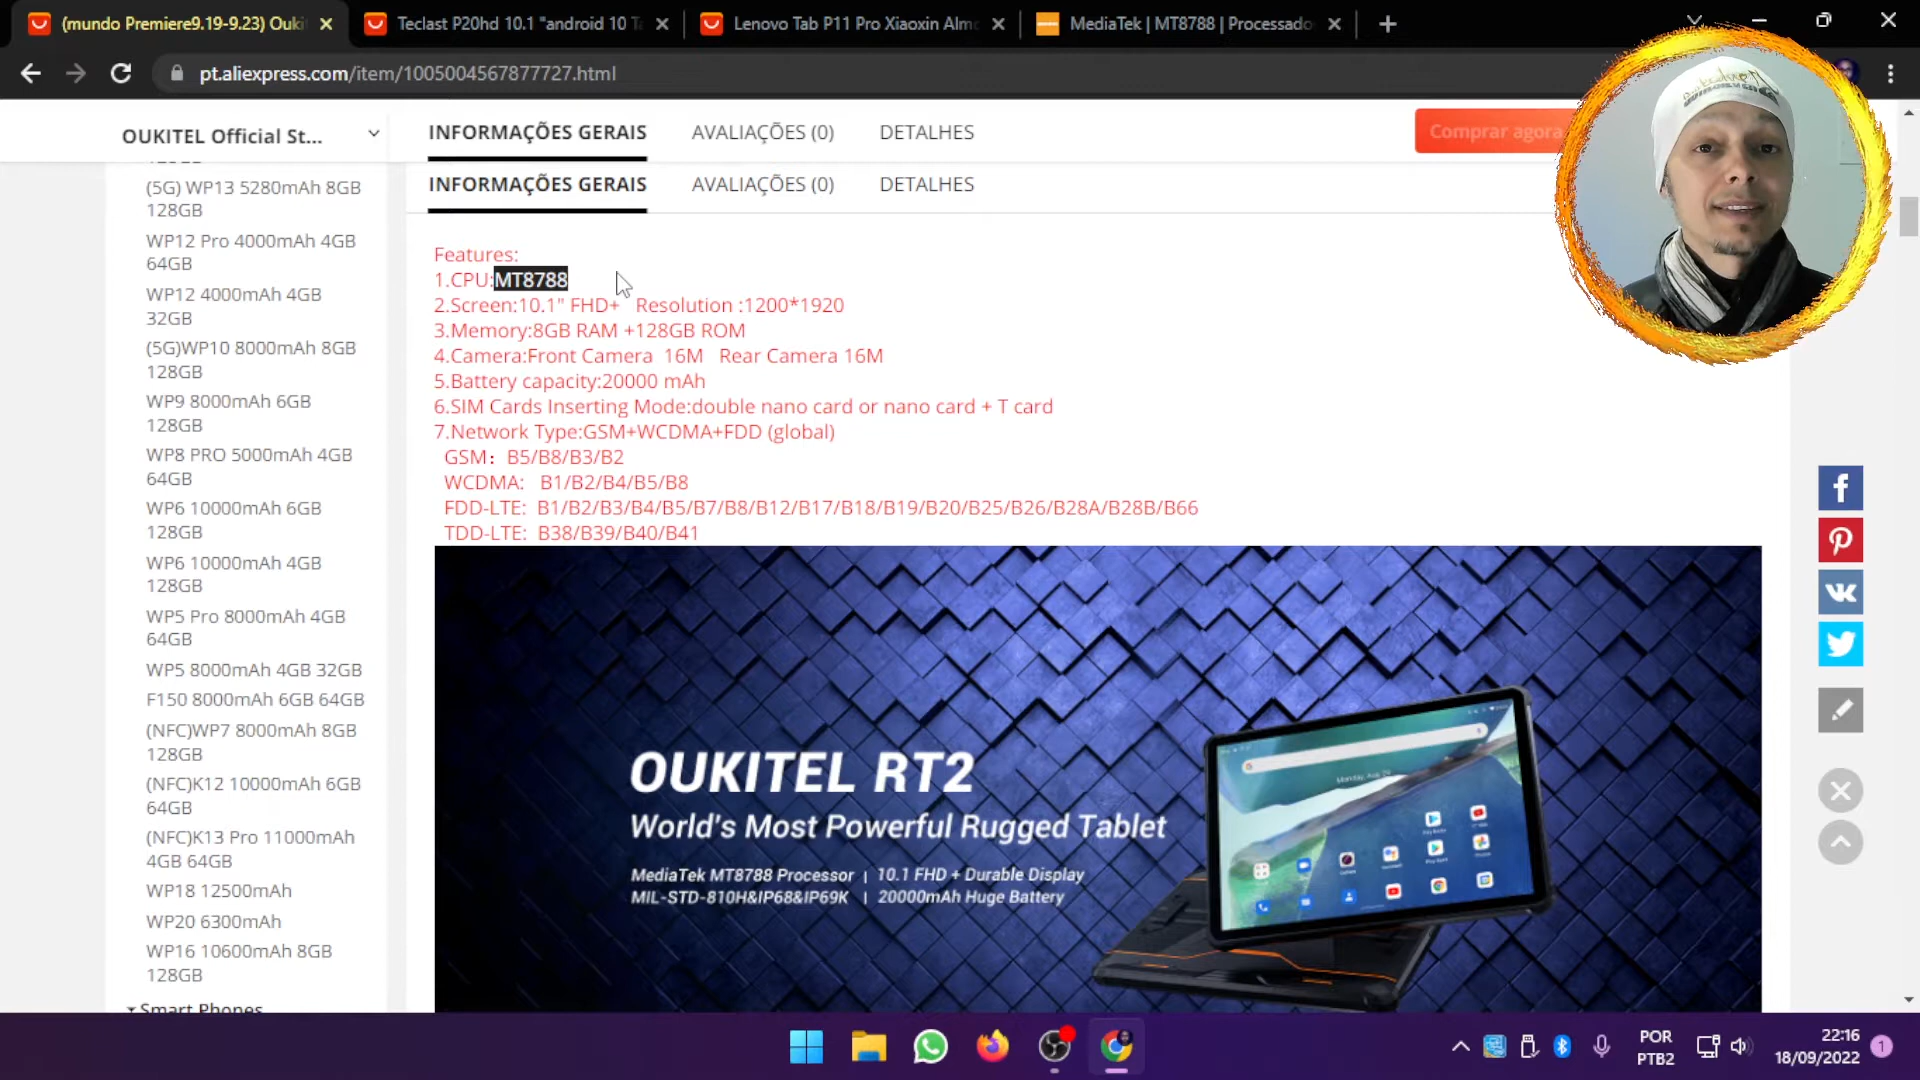 (mundo Premiere9.19-9.23) Ouki
Teclast P20hd 10.1 "android 10 Ta
Lenovo Tab P11 Pro Xiaoxin Almo
MediaTek | MT8788 | Processado
pt.aliexpress.com/item/1005004567877727.html
OUKITEL Official St...
INFORMAÇÕES GERAIS
AVALIAÇÕES (0)
DETALHES
Comprar agora
INFORMAÇÕES GERAIS
AVALIAÇÕES (0)
DETALHES
128GB
(5G) WP13 5280mAh 8GB
128GB
WP12 Pro 4000mAh 4GB
64GB
WP12 4000mAh 4GB
32GB
(5G)WP10 8000mAh 8GB
128GB
WP9 8000mAh 6GB
128GB
WP8 PRO 5000mAh 4GB
64GB
WP6 10000mAh 6GB
128GB
WP6 10000mAh 4GB
128GB
WP5 Pro 8000mAh 4GB
64GB
WP5 8000mAh 4GB 32GB
F150 8000mAh 6GB 64GB
(NFC)WP7 8000mAh 8GB
128GB
(NFC)K12 10000mAh 6GB
64GB
(NFC)K13 Pro 11000mAh
4GB 64GB
WP18 12500mAh
WP20 6300mAh
WP16 10600mAh 8GB
128GB
Smart Phones
Features:
1.CPU:MT8788
2.Screen:10.1" FHD+ Resolution :1200*1920
3.Memory:8GB RAM +128GB ROM
4.Camera:Front Camera 16M Rear Camera 16M
5.Battery capacity:20000 mAh
6.SIM Cards Inserting Mode:double nano card or nano card + T card
7.Network Type:GSM+WCDMA+FDD (global)
GSM： B5/B8/B3/B2
WCDMA: B1/B2/B4/B5/B8
FDD-LTE: B1/B2/B3/B4/B5/B7/B8/B12/B17/B18/B19/B20/B25/B26/B28A/B28B/B66
TDD-LTE: B38/B39/B40/B41
OUKITEL RT2
World's Most Powerful Rugged Tablet
MediaTek MT8788 Processor | 10.1 FHD + Durable Display
MIL-STD-810H&IP68&IP69K | 20000mAh Huge Battery
POR
PTB2
22:16
18/09/2022
1